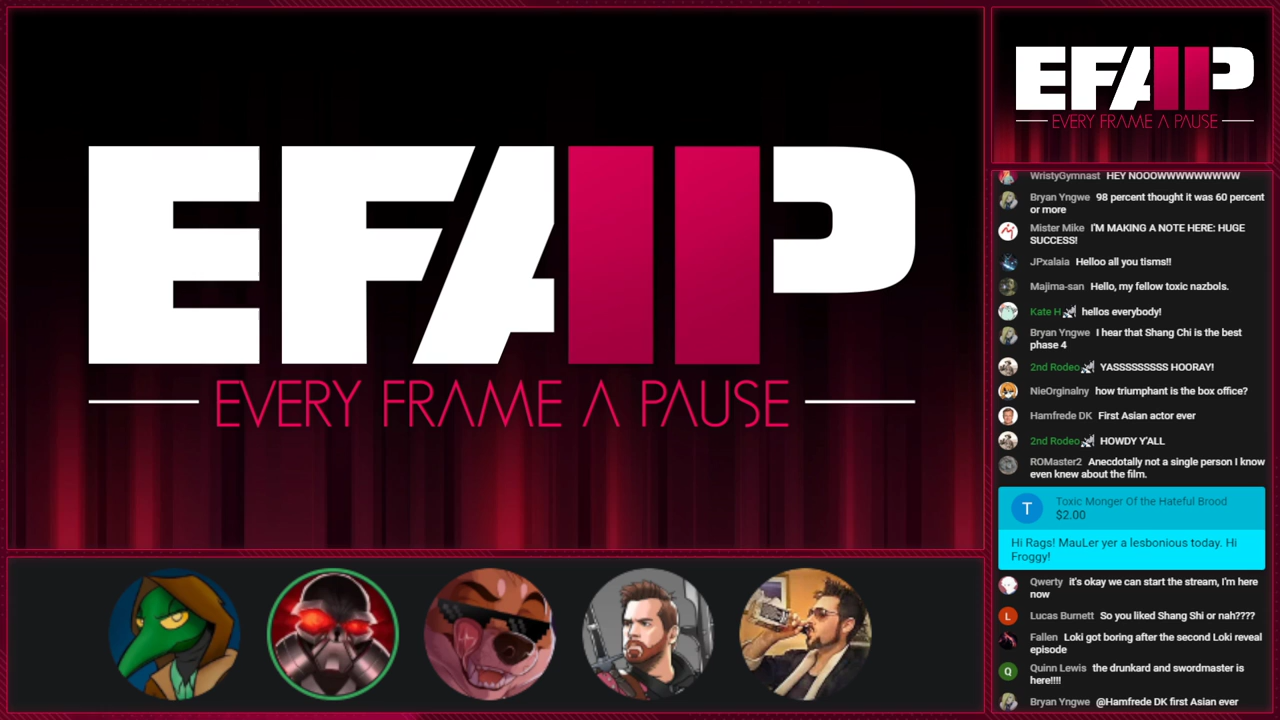 EFAP
EVERY FRAME A PAUSE
EFAP
EVERY FRAME A PAUSE
WristyGymnast HEY NOOOWWWWWWWWWW
Bryan Yngwe 98 percent thought it was 60 percent
or more
Mister Mike I'M MAKING A NOTE HERE: HUGE
SUCCESS!
JPxalaia Helloo all you tisms!!
Majima-san Hello, my fellow toxic nazbols.
Kate H hellos everybody!
Bryan Yngwe I hear that Shang Chi is the best
phase 4
2nd Rodeo YASSSSSSSS HOORAY!
NieOrginalny how triumphant is the box office?
Hamfrede DK First Asian actor ever
2nd Rodeo HOWDY Y'ALL
ROMaster2 Anecdotally not a single person I know
even knew about the film.
T
Toxic Monger Of the Hateful Brood
$2.00
Hi Rags! MauLer yer a lesbonious today. Hi
Froggy!
Qwerty it's okay we can start the stream, I'm here
now
L
Lucas Burnett So you liked Shang Shi or nah????
Fallen Loki got boring after the second Loki reveal
episode
Q
Quinn Lewis the drunkard and swordmaster is
here!!!!
Bryan Yngwe @Hamfrede DK first Asian ever